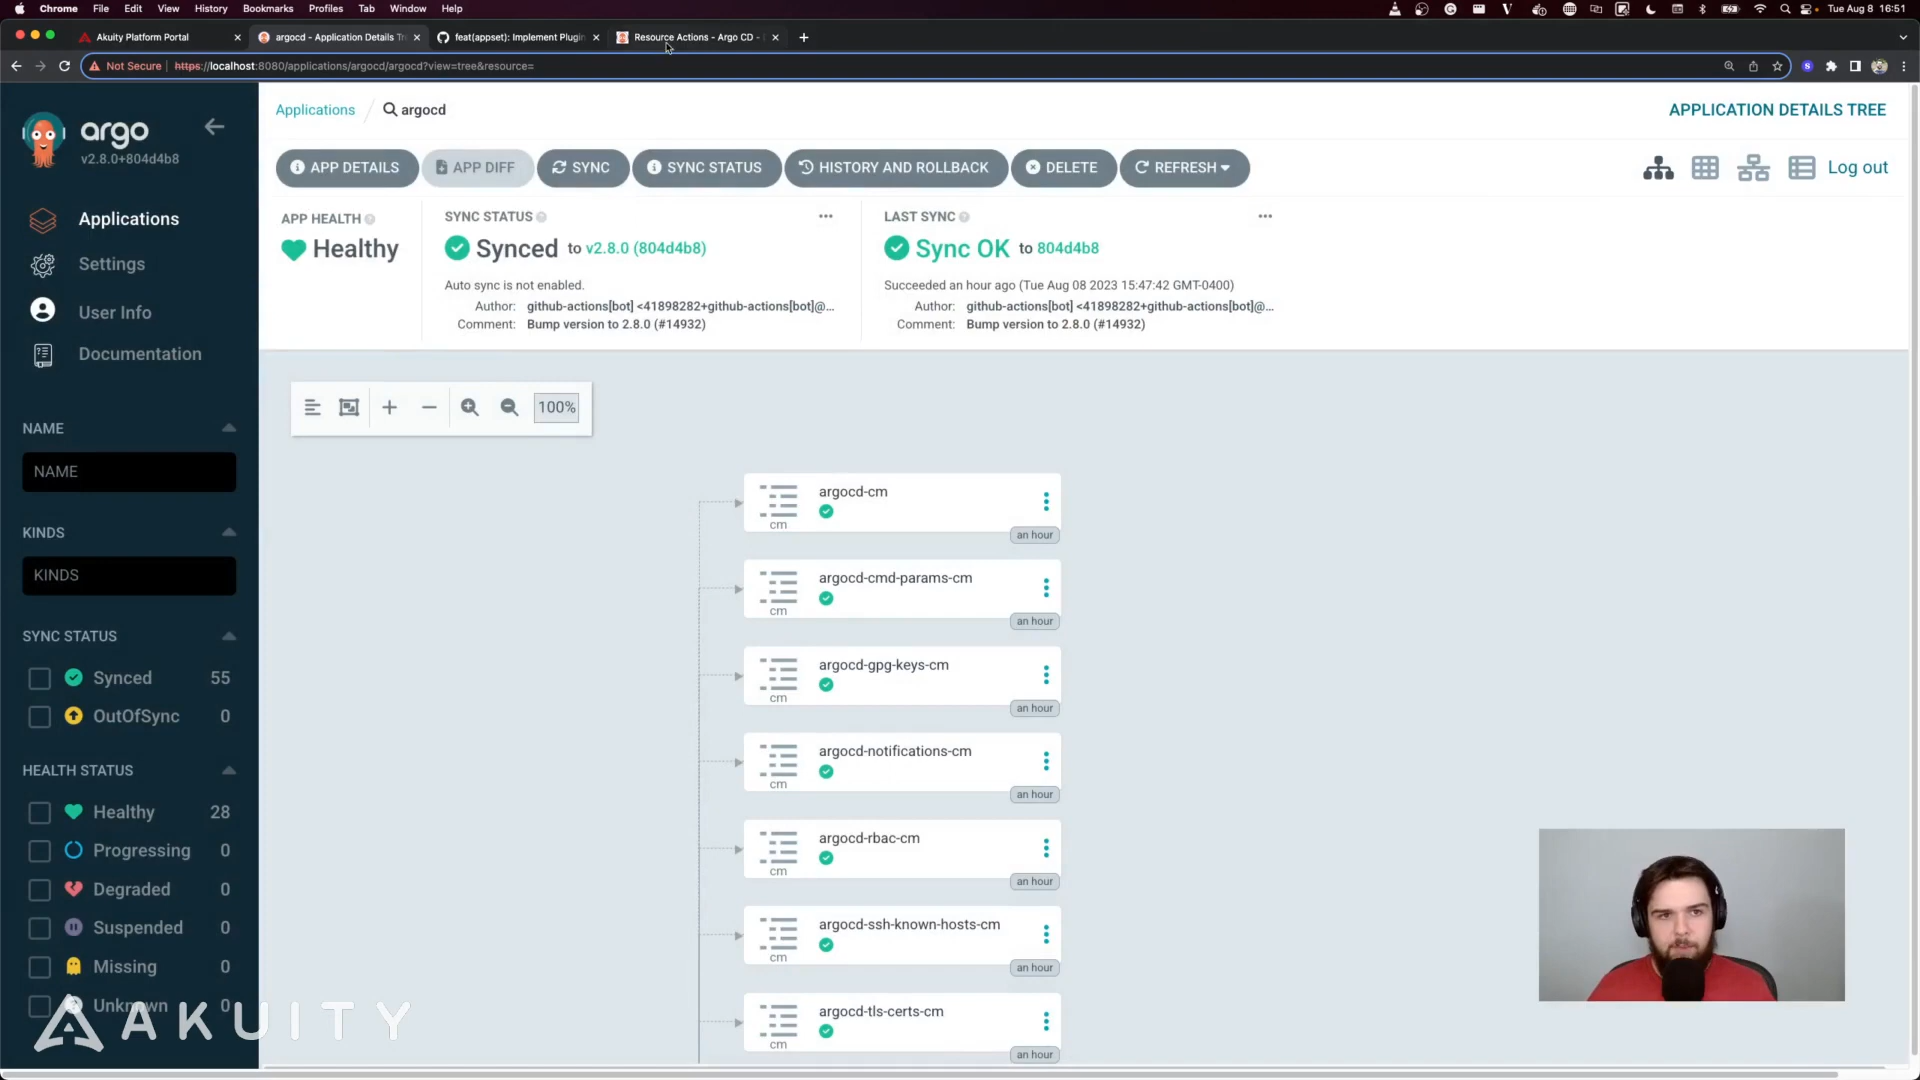 Chrome File Edit View History Bookmarks Profiles Tab Window Help Tue Aug 8 16:51
Akuity Platform Portal
argocd - Application Details Tr
feat(appset): Implement Plugin
Resource Actions - Argo CD -
Not Secure https://localhost:8080/applications/argocd/argocd?view=tree&resource=
argo
v2.8.0+804d4b8
Applications
Settings
User Info
Documentation
NAME
NAME
KINDS
KINDS
SYNC STATUS
Synced 55
OutOfSync 0
HEALTH STATUS
Healthy 28
Progressing 0
Degraded 0
Suspended 0
Missing 0
Unknown 0
AKUITY
Applications / argocd
APPLICATION DETAILS TREE
APP DETAILS APP DIFF SYNC SYNC STATUS HISTORY AND ROLLBACK DELETE REFRESH
Log out
APP HEALTH
Healthy
SYNC STATUS
Synced to v2.8.0 (804d4b8)
Auto sync is not enabled.
Author: github-actions[bot] <41898282+github-actions[bot]@...
Comment: Bump version to 2.8.0 (#14932)
LAST SYNC
Sync OK to 804d4b8
Succeeded an hour ago (Tue Aug 08 2023 15:47:42 GMT-0400)
Author: github-actions[bot] <41898282+github-actions[bot]@...
Comment: Bump version to 2.8.0 (#14932)
100%
argocd-cm
cm
an hour
argocd-cmd-params-cm
cm
an hour
argocd-gpg-keys-cm
cm
an hour
argocd-notifications-cm
cm
an hour
argocd-rbac-cm
cm
an hour
argocd-ssh-known-hosts-cm
cm
an hour
argocd-tls-certs-cm
cm
an hour